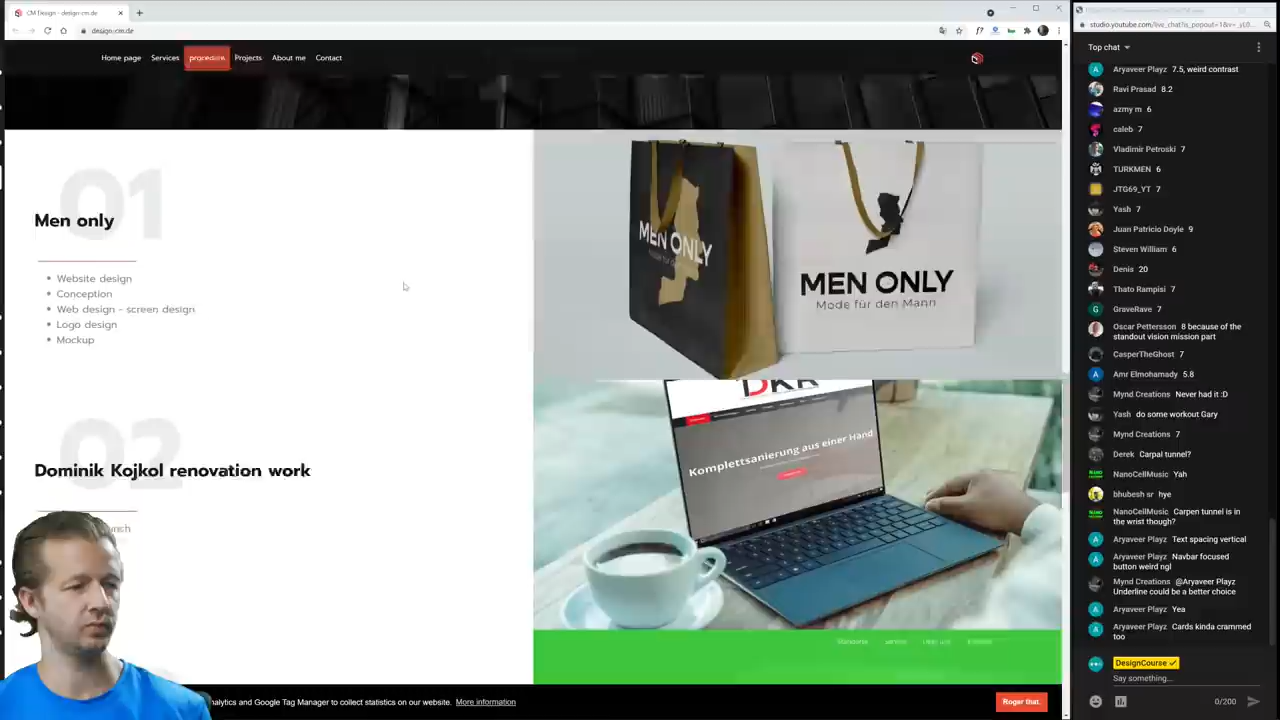 CM Design - design-cm.de
design-cm.de
Home page
Services
procedure
Projects
About me
Contact
01
Men only
Website design
Conception
Web design - screen design
Logo design
Mockup
MEN ONLY
MEN ONLY
Mode für den Mann
02
Dominik Kojkol renovation work
DKR
Komplettsanierung aus einer Hand
nalytics and Google Tag Manager to collect statistics on our website.
More information
Roger that.
Top chat
Aryaveer Playz 7.5, weird contrast
Ravi Prasad 8.2
azmy m 6
caleb 7
Vladimir Petroski 7
TURKMEN 6
JTG69_YT 7
Yash 7
Juan Patricio Doyle 9
Steven William 6
Denis 20
Thato Rampisi 7
G GraveRave 7
Oscar Pettersson 8 because of the
standout vision mission part
CasperTheGhost 7
A Amr Elmohamady 5.8
Mynd Creations Never had it :D
Yash do some workout Gary
Mynd Creations 7
Derek Carpal tunnel?
NanoCellMusic Yah
bhubesh sr hye
NanoCellMusic Carpen tunnel is in
the wrist though?
Aryaveer Playz Text spacing vertical
Aryaveer Playz Navbar focused
button weird ngl
Mynd Creations @Aryaveer Playz
Underline could be a better choice
Aryaveer Playz Yea
Aryaveer Playz Cards kinda crammed
too
DesignCourse
Say something...
0/200